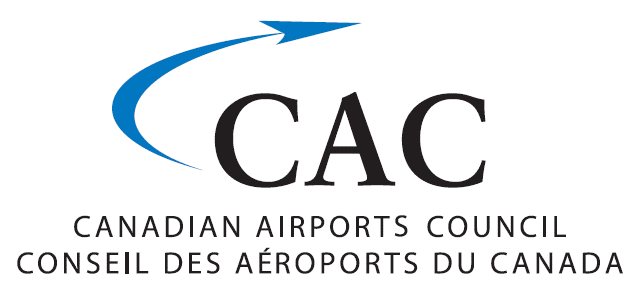 CAC
CANADIAN AIRPORTS COUNCIL
CONSEIL DES AÉROPORTS DU CANADA